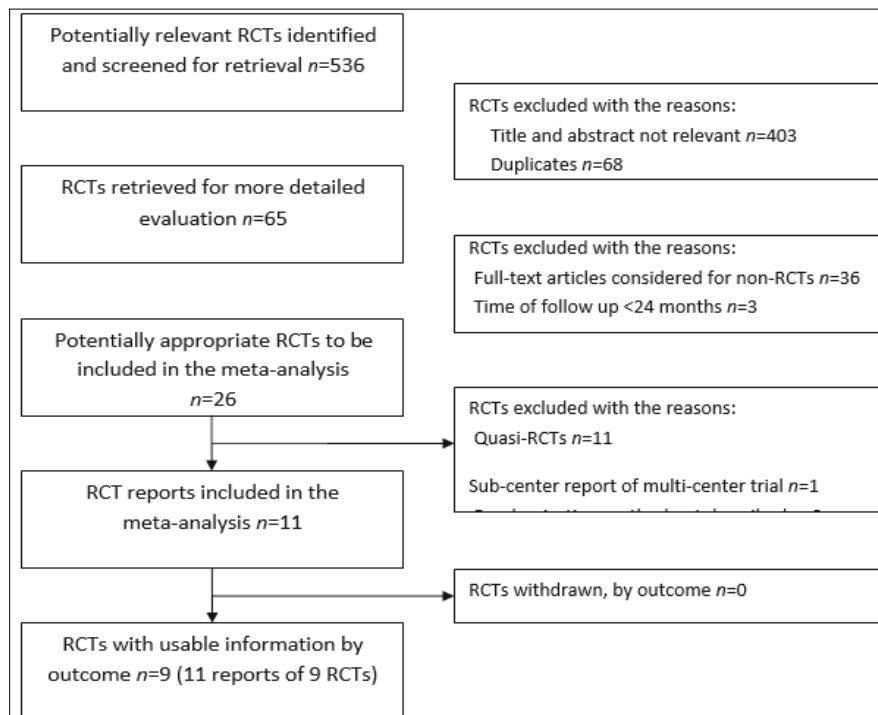 Potentially relevant RCTs identified
and screened for retrieval n=536
RCTs excluded with the reasons:
Title and abstract not relevant n=403
Duplicates n=68
RCTs retrieved for more detailed
evaluation n=65
RCTs excluded with the reasons:
Full-text articles considered for non-RCTs n=36
Time of follow up <24 months n=3
Potentially appropriate RCTs to be
included in the meta-analysis
n=26
RCTs excluded with the reasons:
Quasi-RCTs n=11
Sub-center report of multi-center trial n=1
RCT reports included in the
meta-analysis n=11
RCTs withdrawn, by outcome n=0
RCTs with usable information by
outcome n=9 (11 reports of 9 RCTs)